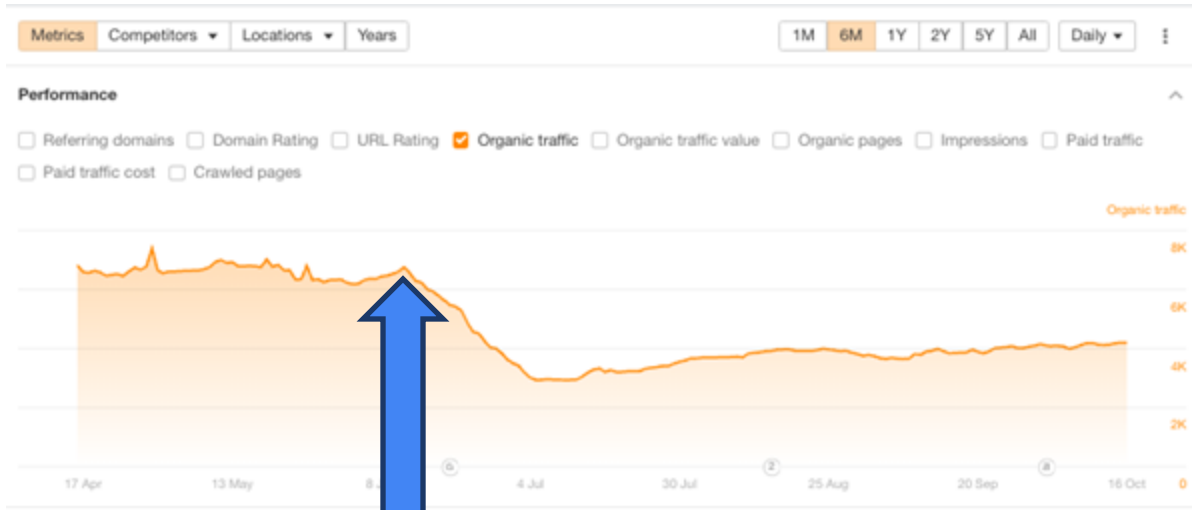 Metrics Competitors Locations Years 1M 6M 1Y 2Y 5Y All Daily
Performance
Referring domains Domain Rating URL Rating Organic traffic Organic traffic value Organic pages Impressions Paid traffic
Paid traffic cost Crawled pages
Organic traffic
8K
6K
4K
2K
G 2 a
17 Apr 13 May 8 4 Jul 30 Jul 25 Aug 20 Sep 16 Oct 0